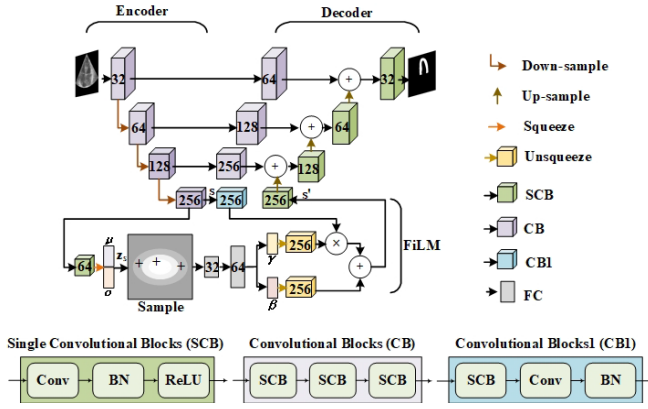 Encoder
Decoder
32
64
+
32
64
128
+
64
128
256
+
128
256
S
256
256
S'
Down-sample
Up-sample
Squeeze
Unsqueeze
SCB
CB
CB1
FC
64
μ
σ
z
+ + +
Sample
32
64
γ
256
×
β
256
+
FiLM
Single Convolutional Blocks (SCB)
Conv
BN
ReLU
Convolutional Blocks (CB)
SCB
SCB
SCB
Convolutional Blocks1 (CB1)
SCB
Conv
BN